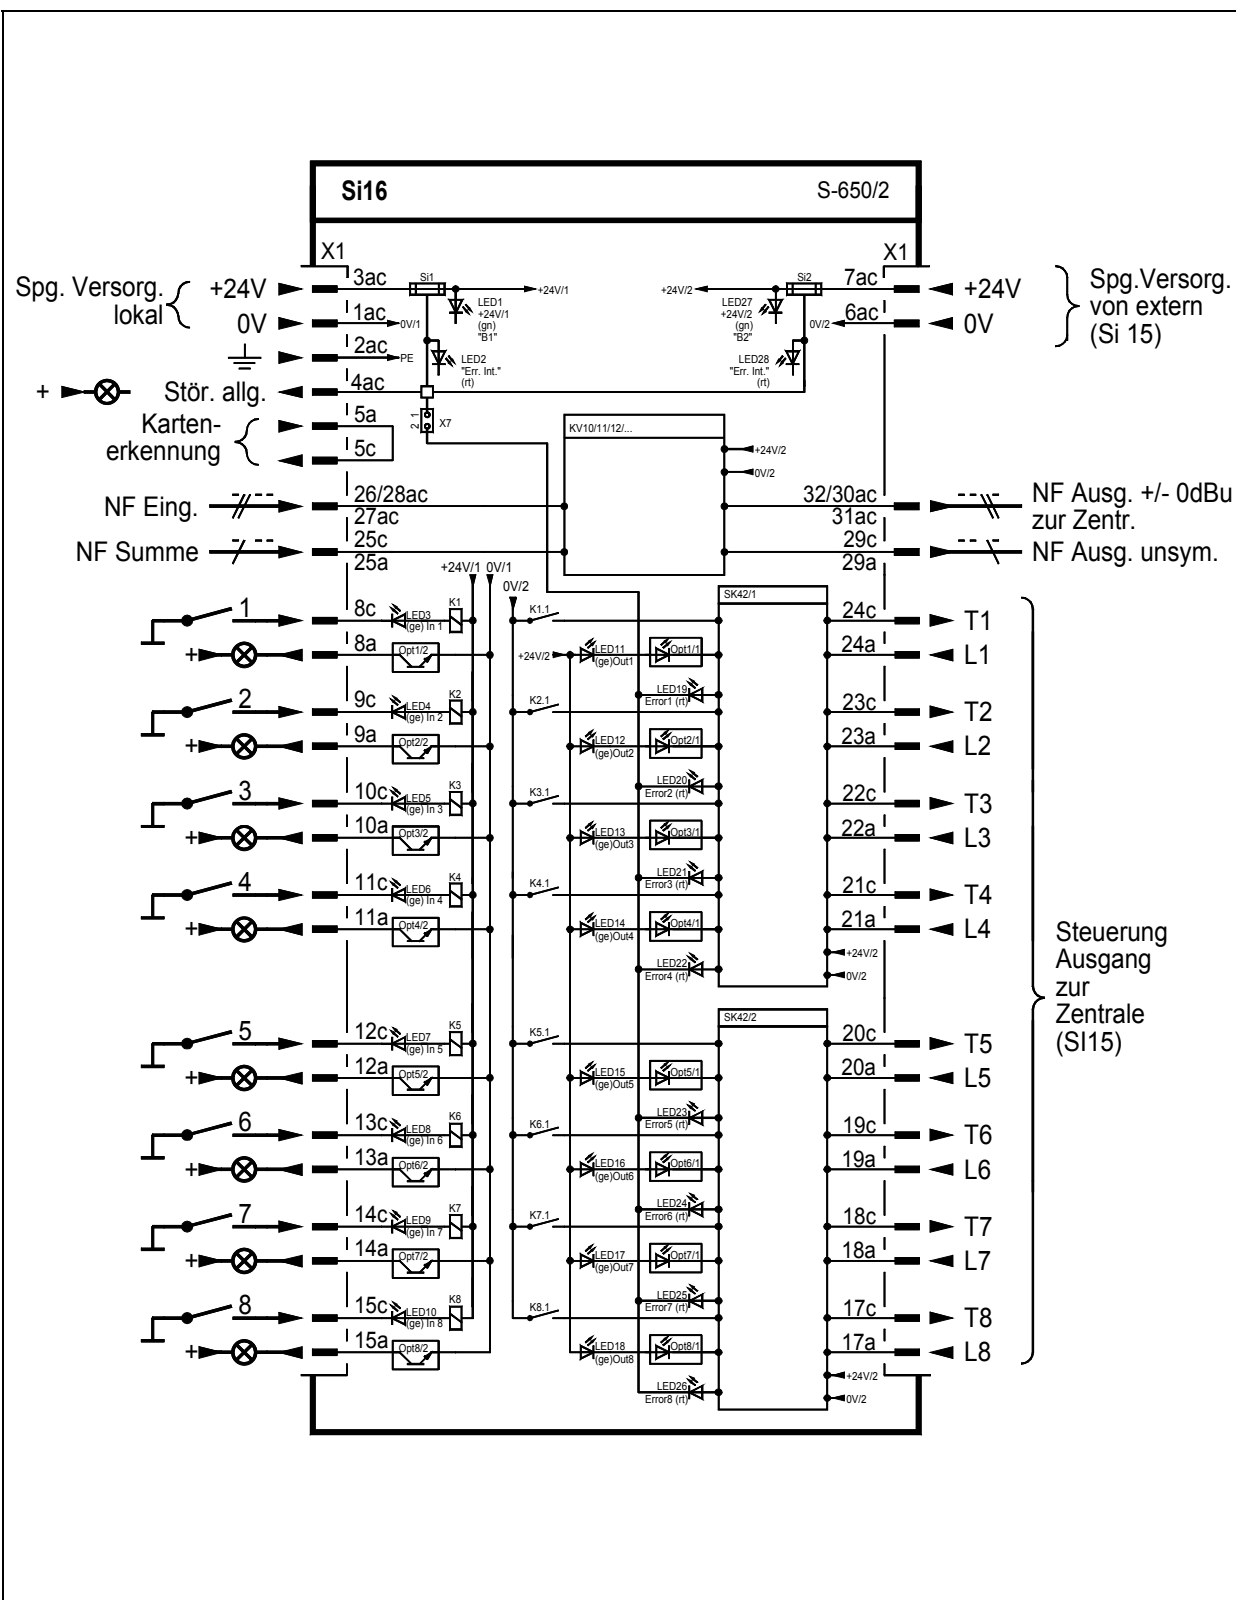 Si16
S-650/2
X1
X1
Spg. Versorg.
lokal
+24V
0V
3ac
1ac
2ac
4ac
Si1
LED1
+24V/1
(gn)
"B1"
+24V/1
0V/1
PE
LED2
"Err. Int."
(rt)
+24V/2
Si2
LED27
+24V/2
(gn)
"B2"
0V/2
LED28
"Err. Int."
(rt)
7ac
6ac
+24V
0V
Spg.Versorg.
von extern
(Si 15)
+
Stör. allg.
Karten-
erkennung
5a
5c
2 1
X7
KV10/11/12/...
+24V/2
0V/2
NF Eing.
26/28ac
27ac
NF Summe
25c
25a
32/30ac
31ac
NF Ausg. +/- 0dBu
zur Zentr.
29c
29a
NF Ausg. unsym.
+24V/1
0V/1
0V/2
SK42/1
1
8c
LED3
(ge) In 1
K1
K1.1
24c
T1
+
8a
Opt1/2
+24V/2
LED11
(ge)Out1
Opt1/1
24a
L1
LED19
Error1 (rt)
2
9c
LED4
(ge) In 2
K2
K2.1
23c
T2
+
9a
Opt2/2
LED12
(ge)Out2
Opt2/1
23a
L2
LED20
Error2 (rt)
3
10c
LED5
(ge) In 3
K3
K3.1
22c
T3
+
10a
Opt3/2
LED13
(ge)Out3
Opt3/1
22a
L3
LED21
Error3 (rt)
4
11c
LED6
(ge) In 4
K4
K4.1
21c
T4
+
11a
Opt4/2
LED14
(ge)Out4
Opt4/1
21a
L4
LED22
Error4 (rt)
+24V/2
0V/2
Steuerung
Ausgang
zur
Zentrale
(SI15)
SK42/2
5
12c
LED7
(ge) In 5
K5
K5.1
20c
T5
+
12a
Opt5/2
LED15
(ge)Out5
Opt5/1
20a
L5
LED23
Error5 (rt)
6
13c
LED8
(ge) In 6
K6
K6.1
19c
T6
+
13a
Opt6/2
LED16
(ge)Out6
Opt6/1
19a
L6
LED24
Error6 (rt)
7
14c
LED9
(ge) In 7
K7
K7.1
18c
T7
+
14a
Opt7/2
LED17
(ge)Out7
Opt7/1
18a
L7
LED25
Error7 (rt)
8
15c
LED10
(ge) In 8
K8
K8.1
17c
T8
+
15a
Opt8/2
LED18
(ge)Out8
Opt8/1
17a
L8
LED26
Error8 (rt)
+24V/2
0V/2